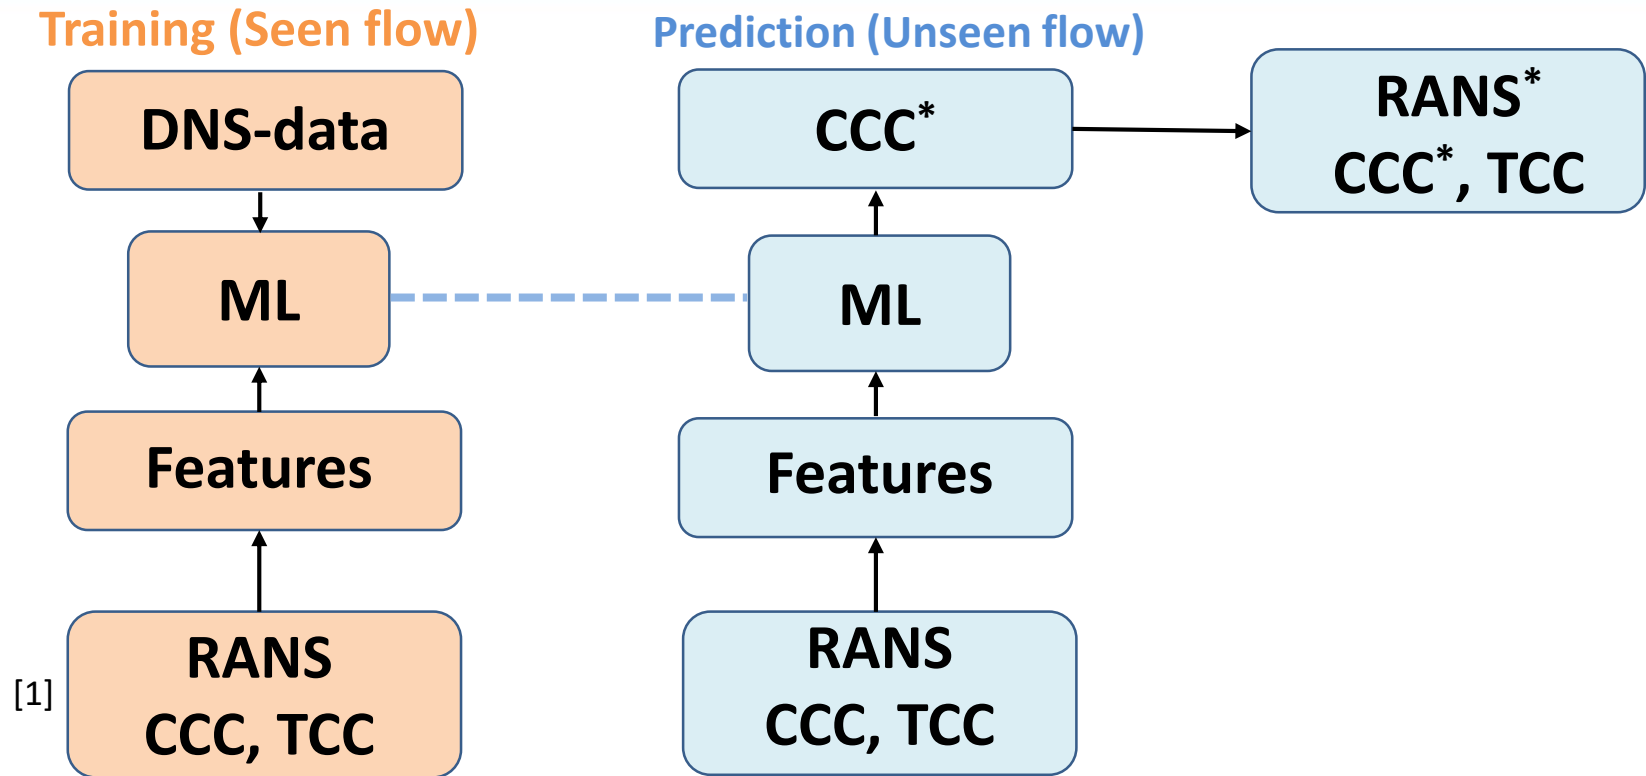 Training (Seen flow)
DNS-data
ML
Features
RANS
CCC, TCC
[1]
Prediction (Unseen flow)
CCC*
ML
Features
RANS
CCC, TCC
RANS*
CCC*, TCC